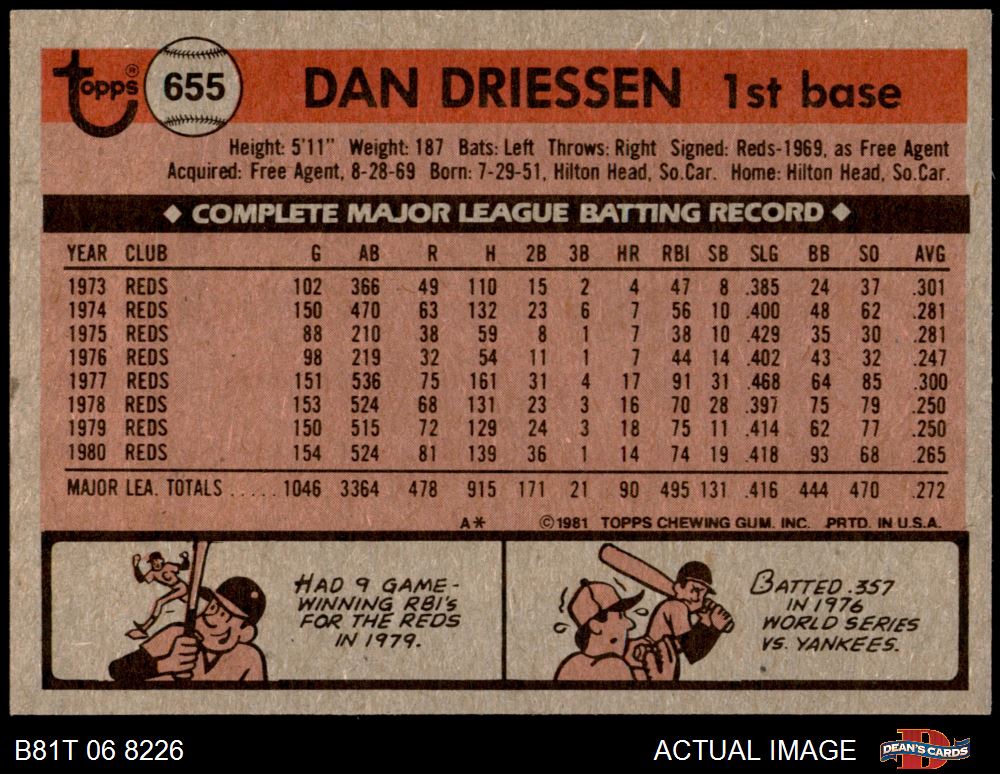 Topps® 655 DAN DRIESSEN 1st base
Height: 5'11" Weight: 187 Bats: Left Throws: Right Signed: Reds-1969, as Free Agent
Acquired: Free Agent, 8-28-69 Born: 7-29-51, Hilton Head, So.Car. Home: Hilton Head, So.Car.
◆ COMPLETE MAJOR LEAGUE BATTING RECORD ◆
YEAR CLUB G AB R H 2B 3B HR RBI SB SLG BB SO AVG
1973 REDS 102 366 49 110 15 2 4 47 8 .385 24 37 .301
1974 REDS 150 470 63 132 23 6 7 56 10 .400 48 62 .281
1975 REDS 88 210 38 59 8 1 7 38 10 .429 35 30 .281
1976 REDS 98 219 32 54 11 1 7 44 14 .402 43 32 .247
1977 REDS 151 536 75 161 31 4 17 91 31 .468 64 85 .300
1978 REDS 153 524 68 131 23 3 16 70 28 .397 75 79 .250
1979 REDS 150 515 72 129 24 3 18 75 11 .414 62 77 .250
1980 REDS 154 524 81 139 36 1 14 74 19 .418 93 68 .265
MAJOR LEA. TOTALS ..... 1046 3364 478 915 171 21 90 495 131 .416 444 470 .272
A* ©1981 TOPPS CHEWING GUM. INC. PRTD. IN U.S.A.
HAD 9 GAME-
WINNING RBI'S
FOR THE REDS
IN 1979.
BATTED .357
IN 1976
WORLD SERIES
VS. YANKEES.
B81T 06 8226 ACTUAL IMAGE DEAN'S CARDS